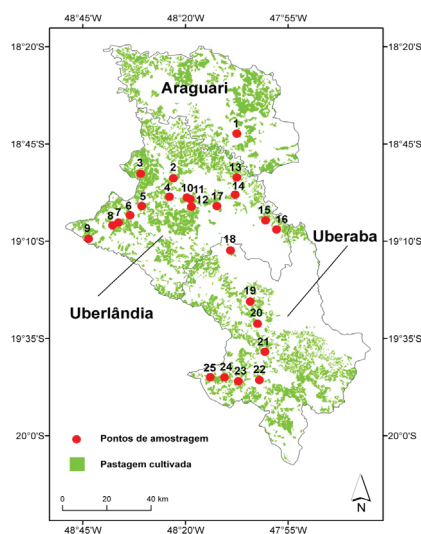 48°45'W 48°20'W 47°55'W
18°20'S 18°20'S
Araguari
18°45'S 18°45'S
1
3 2 13
4 10 11 14
5 12 17
6 15
8 7 16
9
19°10'S 18 19°10'S
Uberaba
Uberlândia
19
20
19°35'S 19°35'S
21
25 24 23 22
20°0'S 20°0'S
Pontos de amostragem
Pastagem cultivada
0 20 40 km
N
48°45'W 48°20'W 47°55'W